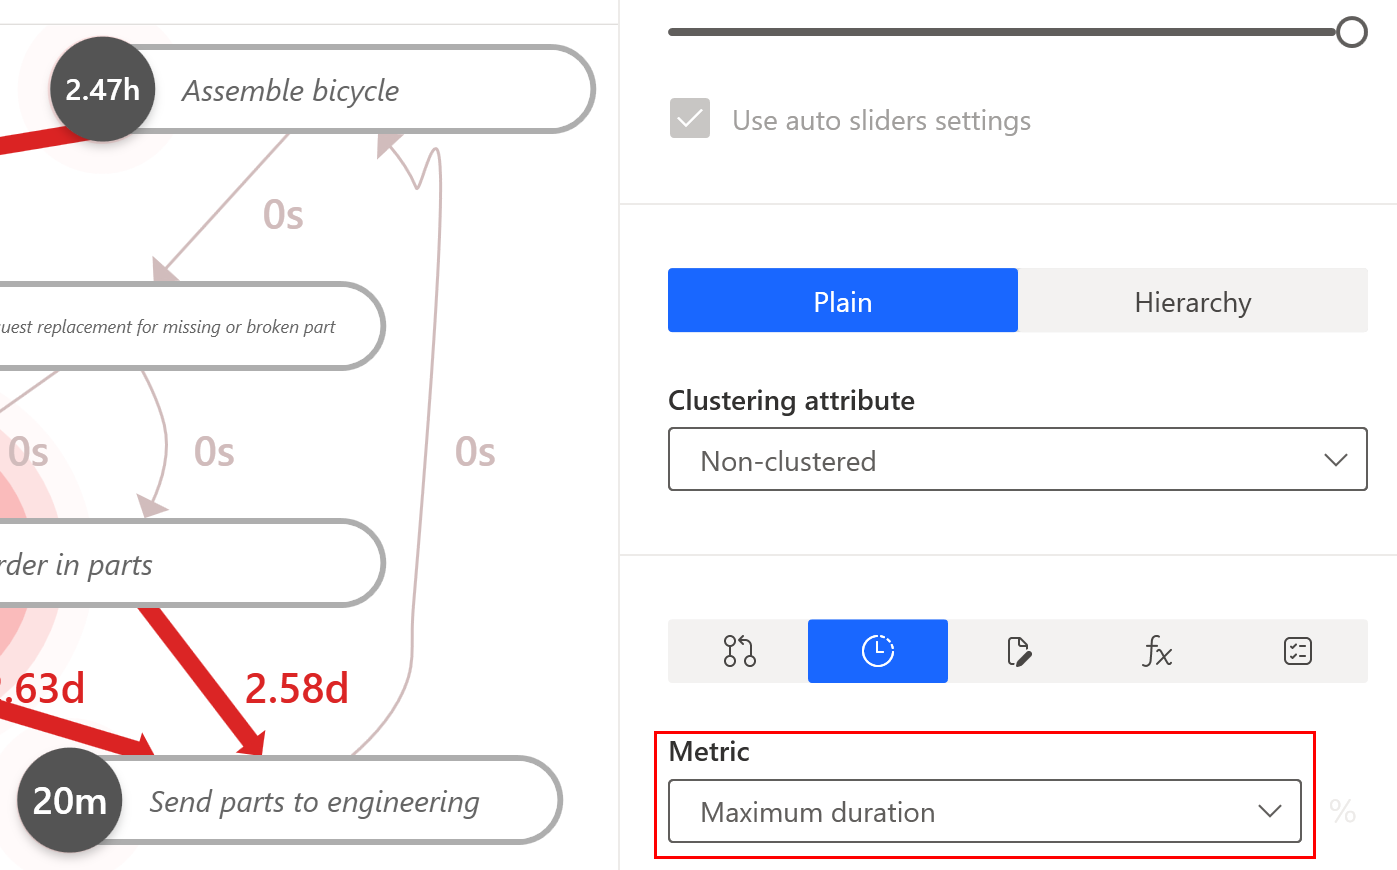 2.47h
Assemble bicycle
0s
uest replacement for missing or broken part
0s
0s
0s
rder in parts
.63d
2.58d
20m
Send parts to engineering
Use auto sliders settings
Plain
Hierarchy
Clustering attribute
Non-clustered
fx
Metric
Maximum duration
%